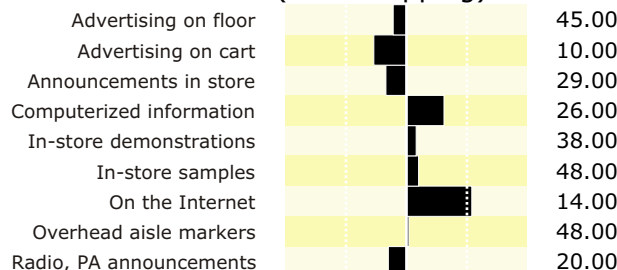 Advertising on floor 45.00
Advertising on cart 10.00
Announcements in store 29.00
Computerized information 26.00
In-store demonstrations 38.00
In-store samples 48.00
On the Internet 14.00
Overhead aisle markers 48.00
Radio, PA announcements 20.00